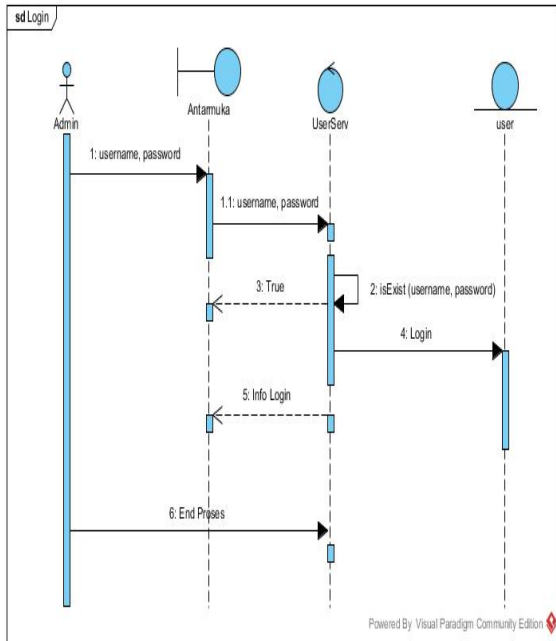 sd Login
Admin
Antarmuka
UserServ
user
1: username, password
1.1: username, password
2: isExist (username, password)
3: True
4: Login
5: Info Login
6: End Proses
Powered By Visual Paradigm Community Edition